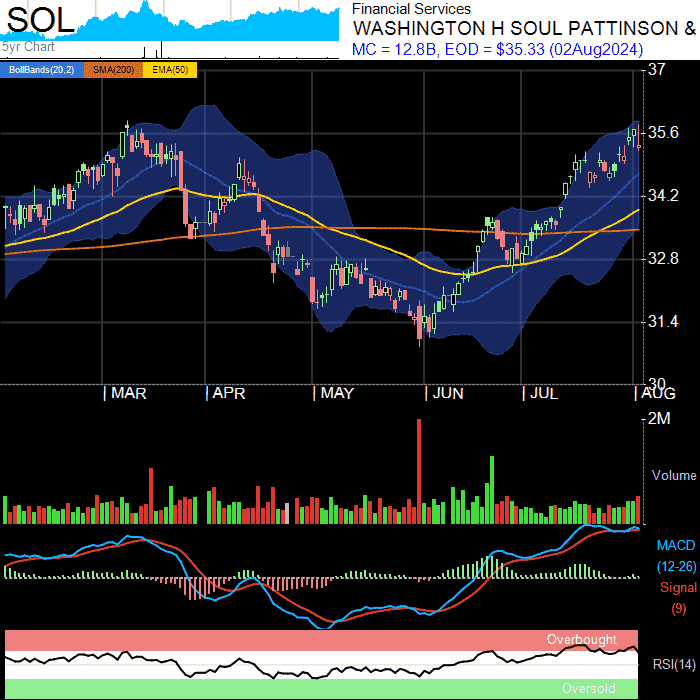 SOL
5yr Chart
Financial Services
WASHINGTON H SOUL PATTINSON &
MC = 12.8B, EOD = $35.33 (02Aug2024)
BollBands(20,2) SMA(200) EMA(50)
37
35.6
34.2
32.8
31.4
30
MAR APR MAY JUN JUL AUG
2M
Volume
MACD
(12-26)
Signal
(9)
Overbought
RSI(14)
Oversold